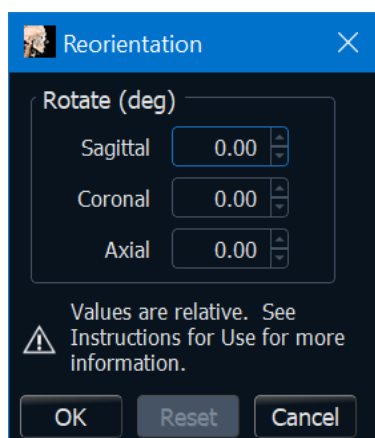 Reorientation
Rotate (deg)
Sagittal 0.00
Coronal 0.00
Axial 0.00
Values are relative. See
Instructions for Use for more
information.
OK Reset Cancel